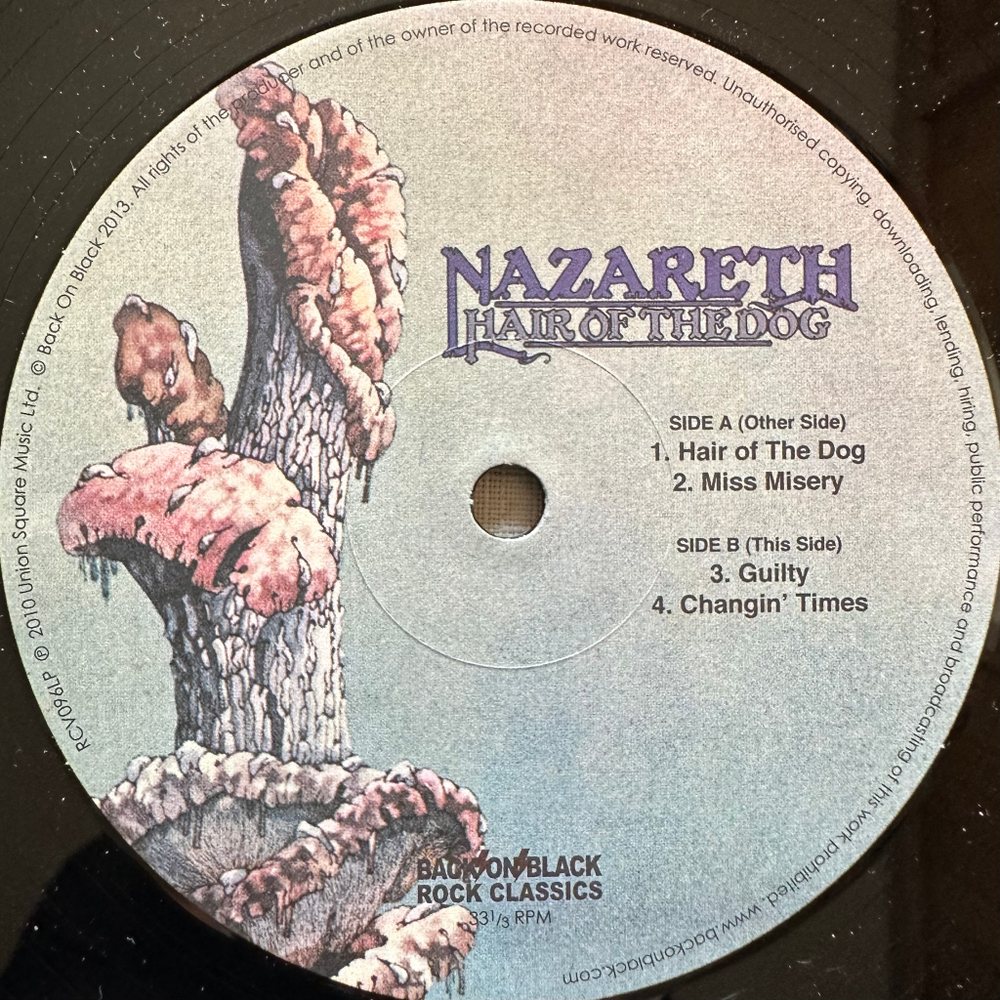 RCV096LP ℗ 2010 Union Square Music Ltd. © Back On Black 2013. All rights of the producer and of the owner of the recorded work reserved. Unauthorised copying, downloading, lending, hiring, public performance and broadcasting of this work prohibited. www.backonblack.com
NAZARETH
HAIR OF THE DOG
SIDE A (Other Side)
1. Hair of The Dog
2. Miss Misery
SIDE B (This Side)
3. Guilty
4. Changin’ Times
BACK ON BLACK
ROCK CLASSICS
33 1/3 RPM